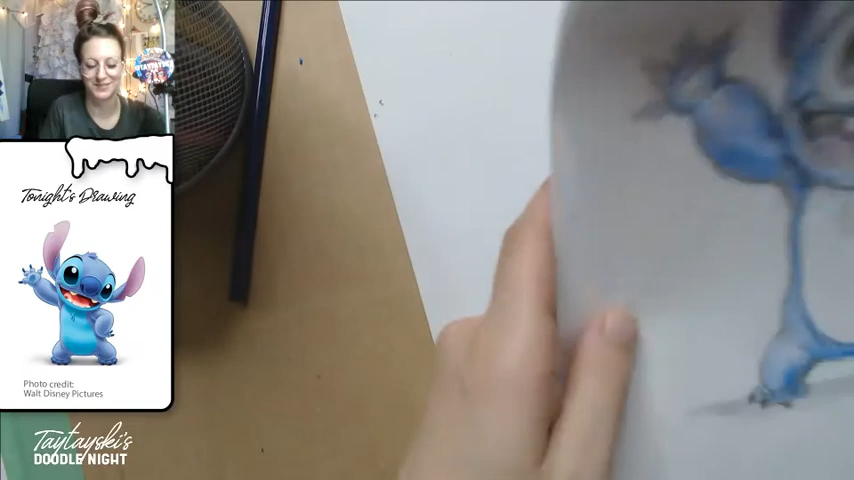 Tonight's Drawing
Photo credit:
Walt Disney Pictures
Taytayski's
DOODLE NIGHT